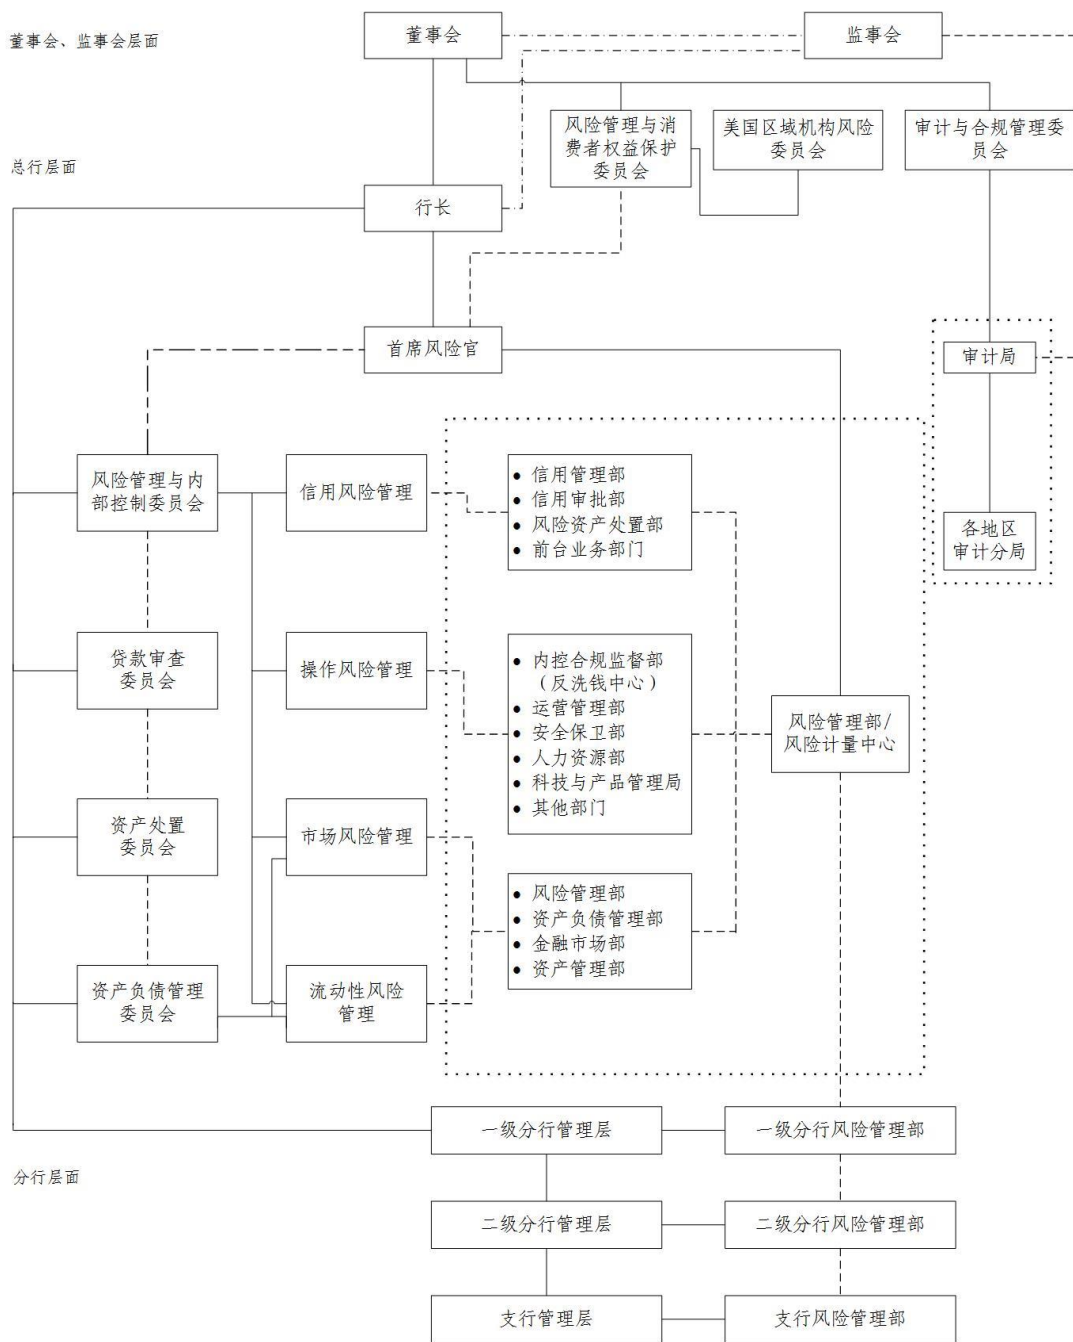 董事会、监事会层面
董事会
监事会
风险管理与消
费者权益保护
委员会
美国区域机构风险
委员会
审计与合规管理委
员会
总行层面
行长
首席风险官
审计局
各地区
审计分局
风险管理与内
部控制委员会
信用风险管理
● 信用管理部
● 信用审批部
● 风险资产处置部
● 前台业务部门
贷款审查
委员会
操作风险管理
● 内控合规监督部
（反洗钱中心）
● 运营管理部
● 安全保卫部
● 人力资源部
● 科技与产品管理局
● 其他部门
风险管理部/
风险计量中心
资产处置
委员会
市场风险管理
● 风险管理部
● 资产负债管理部
● 金融市场部
● 资产管理部
资产负债管理
委员会
流动性风险
管理
一级分行管理层
一级分行风险管理部
分行层面
二级分行管理层
二级分行风险管理部
支行管理层
支行风险管理部